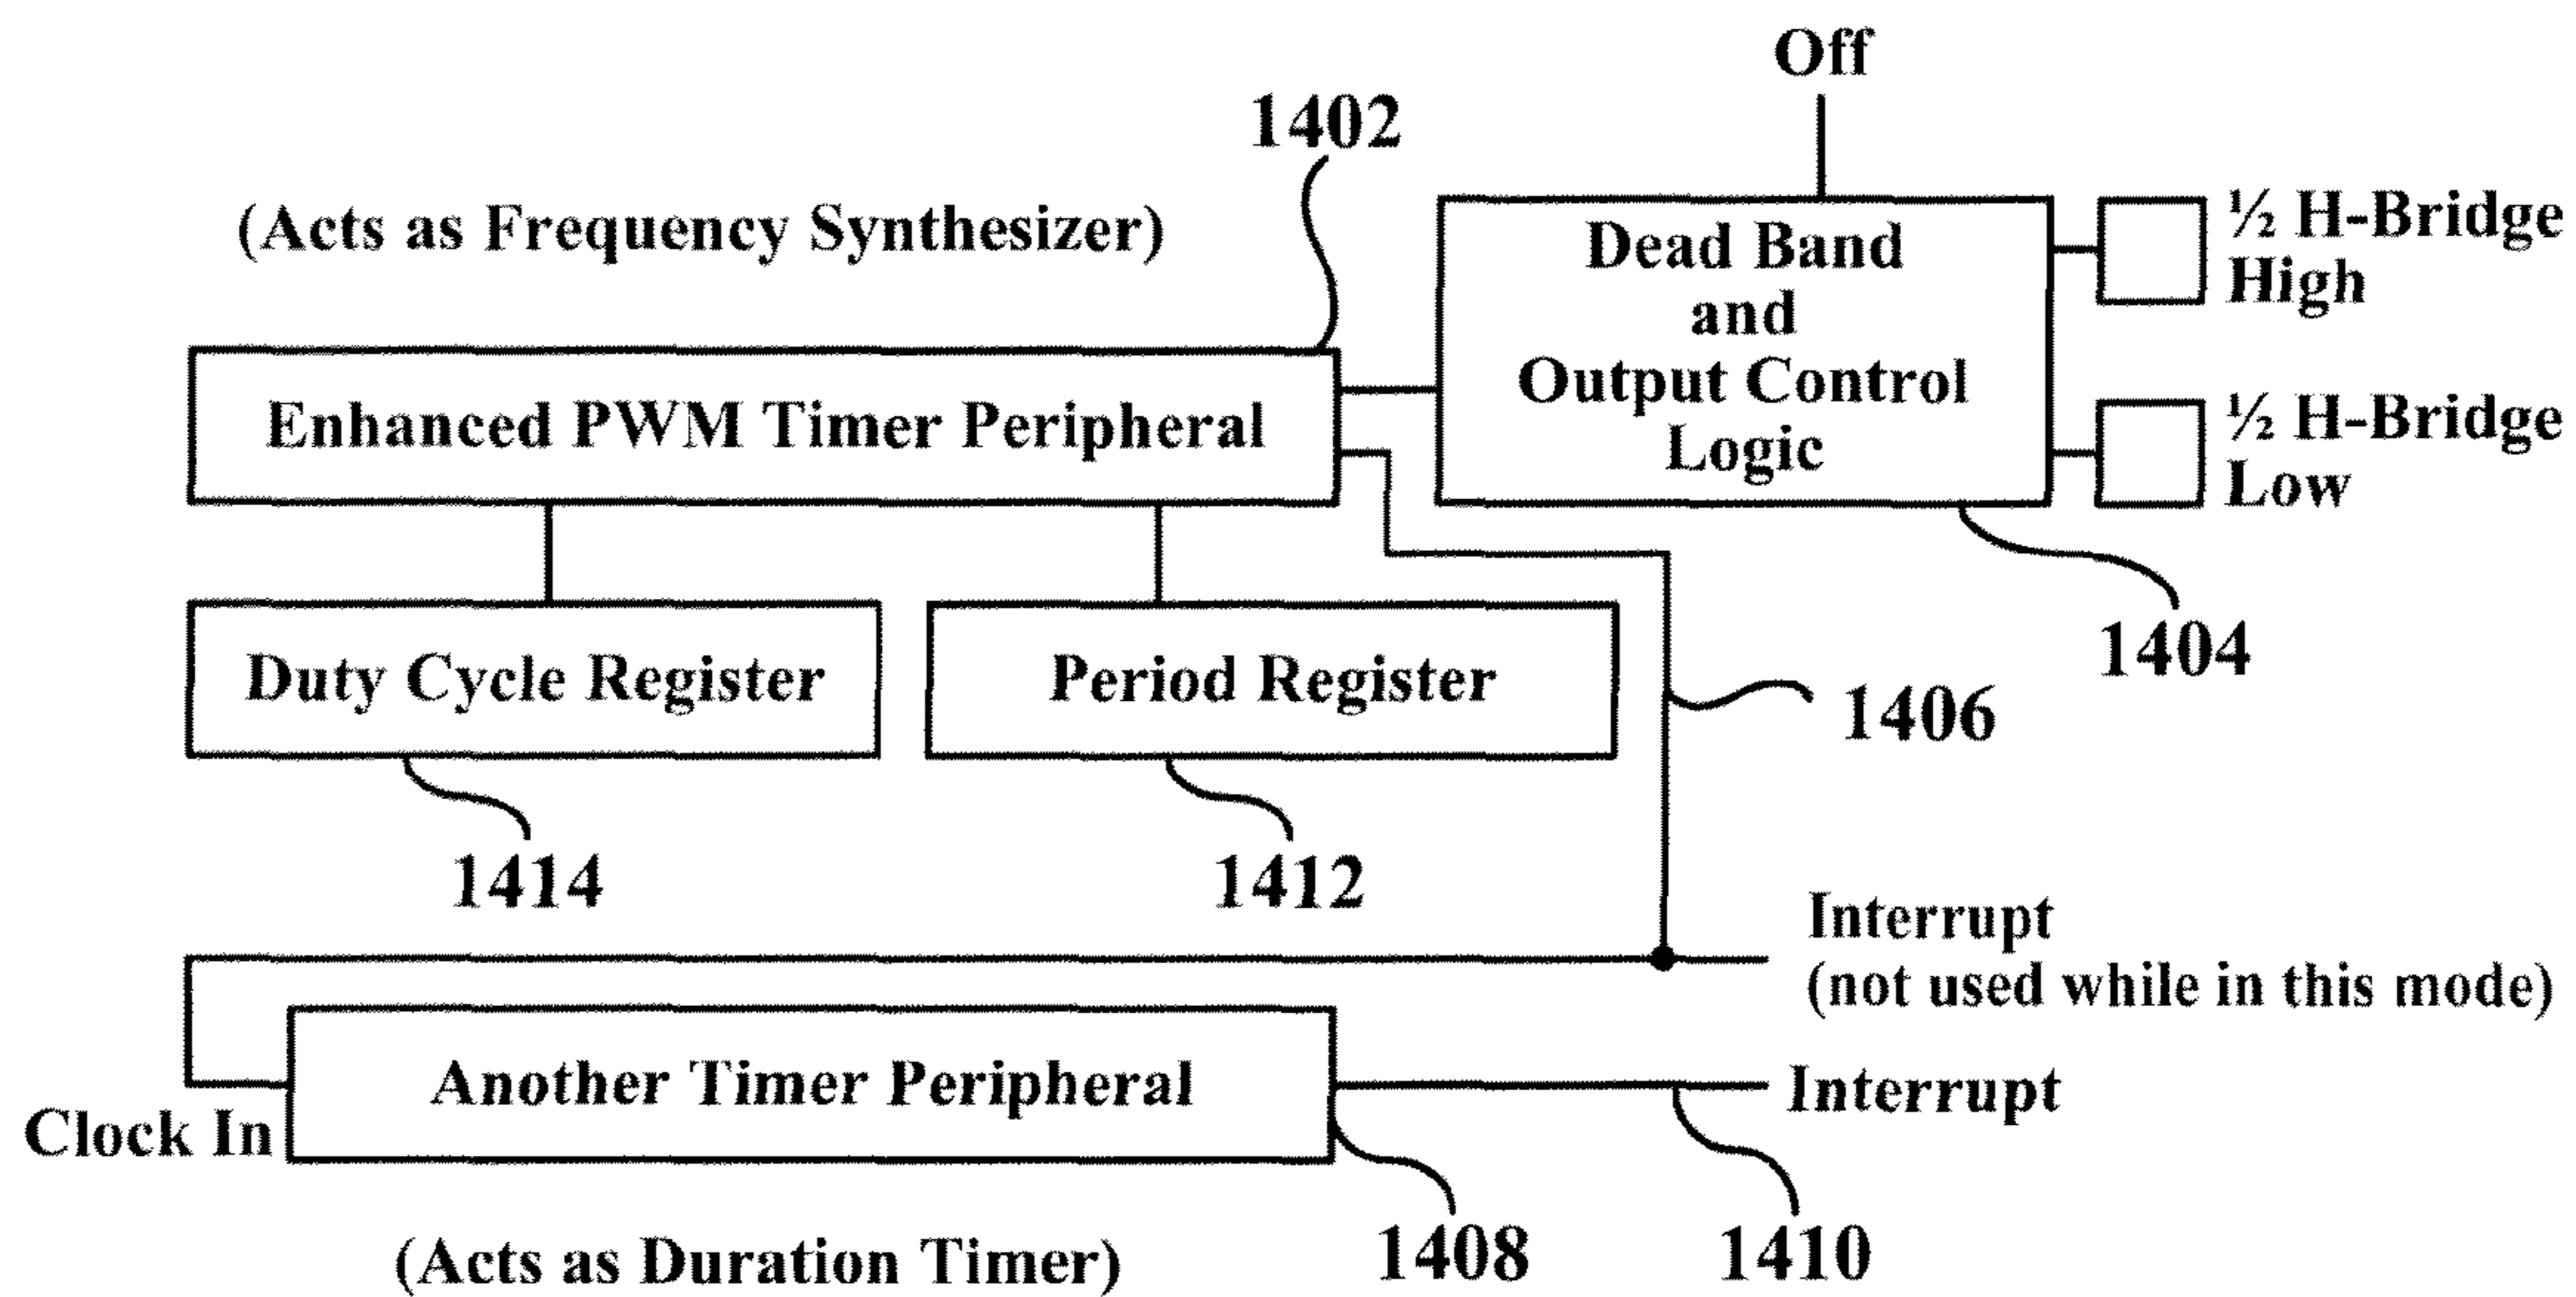 Off
1402
(Acts as Frequency Synthesizer)
Dead Band
and
Output Control
Logic
½ H-Bridge
High
½ H-Bridge
Low
Enhanced PWM Timer Peripheral
1404
Duty Cycle Register
Period Register
1406
1414
1412
Interrupt
(not used while in this mode)
Another Timer Peripheral
Interrupt
Clock In
1408
1410
(Acts as Duration Timer)